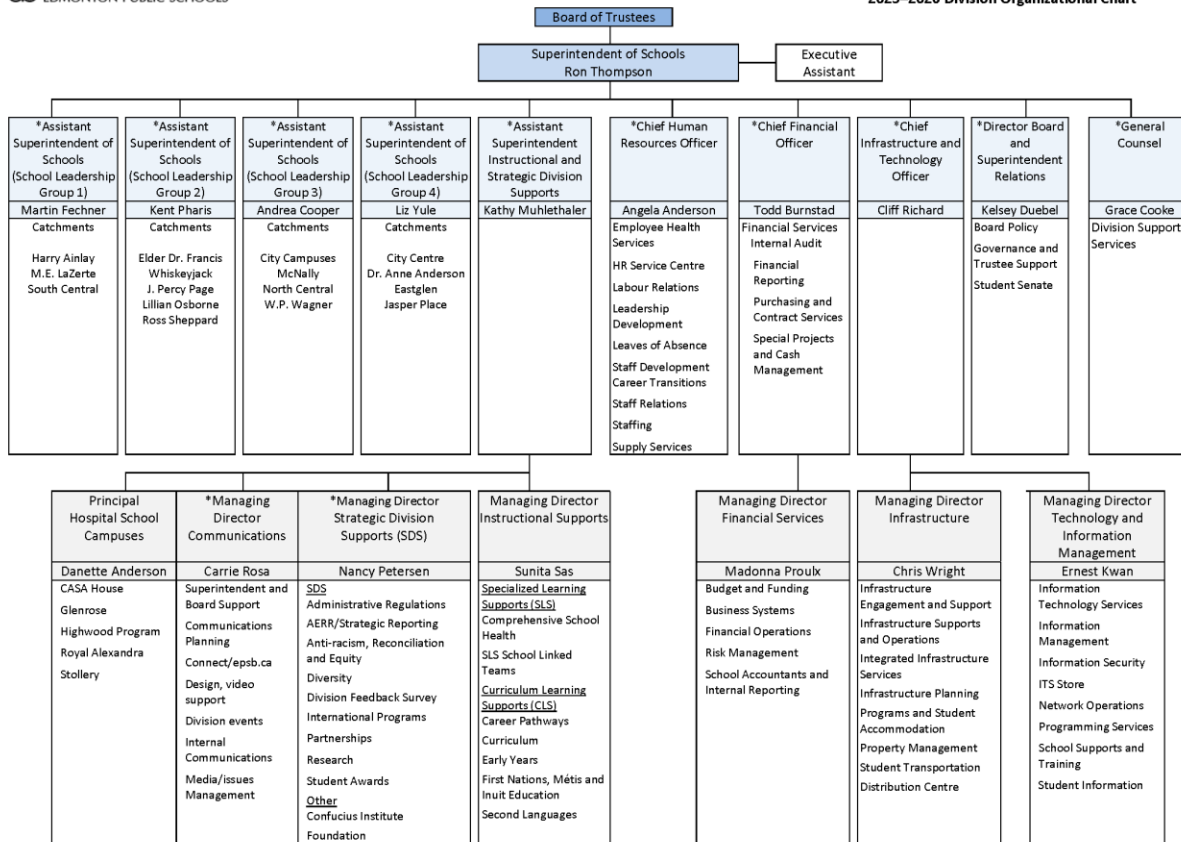 EDMONTON PUBLIC SCHOOLS
2025–2026 Division Organizational Chart
Board of Trustees
Superintendent of Schools
Ron Thompson
Executive
Assistant
*Assistant
Superintendent of
Schools
(School Leadership
Group 1)
Martin Fechner
Catchments
Harry Ainlay
M.E. LaZerte
South Central
*Assistant
Superintendent of
Schools
(School Leadership
Group 2)
Kent Pharis
Catchments
Elder Dr. Francis
Whiskeyjack
J. Percy Page
Lillian Osborne
Ross Sheppard
*Assistant
Superintendent of
Schools
(School Leadership
Group 3)
Andrea Cooper
Catchments
City Campuses
McNally
North Central
W.P. Wagner
*Assistant
Superintendent of
Schools
(School Leadership
Group 4)
Liz Yule
Catchments
City Centre
Dr. Anne Anderson
Eastglen
Jasper Place
*Assistant
Superintendent
Instructional and
Strategic Division
Supports
Kathy Muhlethaler
*Chief Human
Resources Officer
Angela Anderson
Employee Health
Services
HR Service Centre
Labour Relations
Leadership
Development
Leaves of Absence
Staff Development
Career Transitions
Staff Relations
Staffing
Supply Services
*Chief Financial
Officer
Todd Burnstad
Financial Services
Internal Audit
Financial
Reporting
Purchasing and
Contract Services
Special Projects
and Cash
Management
*Chief
Infrastructure and
Technology
Officer
Cliff Richard
*Director Board
and
Superintendent
Relations
Kelsey Duebel
Board Policy
Governance and
Trustee Support
Student Senate
*General
Counsel
Grace Cooke
Division Support
Services
Principal
Hospital School
Campuses
Danette Anderson
CASA House
Glenrose
Highwood Program
Royal Alexandra
Stollery
*Managing
Director
Communications
Carrie Rosa
Superintendent and
Board Support
Communications
Planning
Connect/epsb.ca
Design, video
support
Division events
Internal
Communications
Media/issues
Management
*Managing Director
Strategic Division
Supports (SDS)
Nancy Petersen
SDS
Administrative Regulations
AERR/Strategic Reporting
Anti-racism, Reconciliation
and Equity
Diversity
Division Feedback Survey
International Programs
Partnerships
Research
Student Awards
Other
Confucius Institute
Foundation
Managing Director
Instructional Supports
Sunita Sas
Specialized Learning
Supports (SLS)
Comprehensive School
Health
SLS School Linked
Teams
Curriculum Learning
Supports (CLS)
Career Pathways
Curriculum
Early Years
First Nations, Métis and
Inuit Education
Second Languages
Managing Director
Financial Services
Madonna Proulx
Budget and Funding
Business Systems
Financial Operations
Risk Management
School Accountants and
Internal Reporting
Managing Director
Infrastructure
Chris Wright
Infrastructure
Engagement and Support
Infrastructure Supports
and Operations
Integrated Infrastructure
Services
Infrastructure Planning
Programs and Student
Accommodation
Property Management
Student Transportation
Distribution Centre
Managing Director
Technology and
Information
Management
Ernest Kwan
Information
Technology Services
Information
Management
Information Security
ITS Store
Network Operations
Programming Services
School Supports and
Training
Student Information